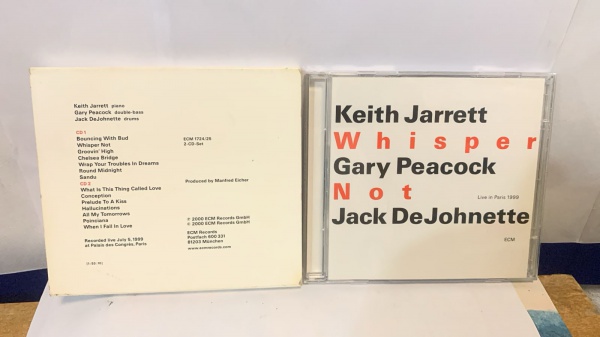 Keith Jarrett piano
Gary Peacock double-bass
Jack DeJohnette drums
CD 1
Bouncing With Bud
Whisper Not
Groovin' High
Chelsea Bridge
Wrap Your Troubles In Dreams
Round Midnight
Sandu
CD 2
What Is This Thing Called Love
Conception
Prelude To A Kiss
Hallucinations
All My Tomorrows
Poinciana
When I Fall In Love
Recorded live July 5, 1999
at Palais des Congrès, Paris
ECM 1724/25
2-CD-Set
Produced by Manfred Eicher
℗ 2000 ECM Records GmbH
© 2000 ECM Records GmbH
ECM Records
Postfach 600 331
81203 München
www.ecmrecords.com
Keith Jarrett
Whisper
Gary Peacock
Not
Live in Paris 1999
Jack DeJohnette
ECM